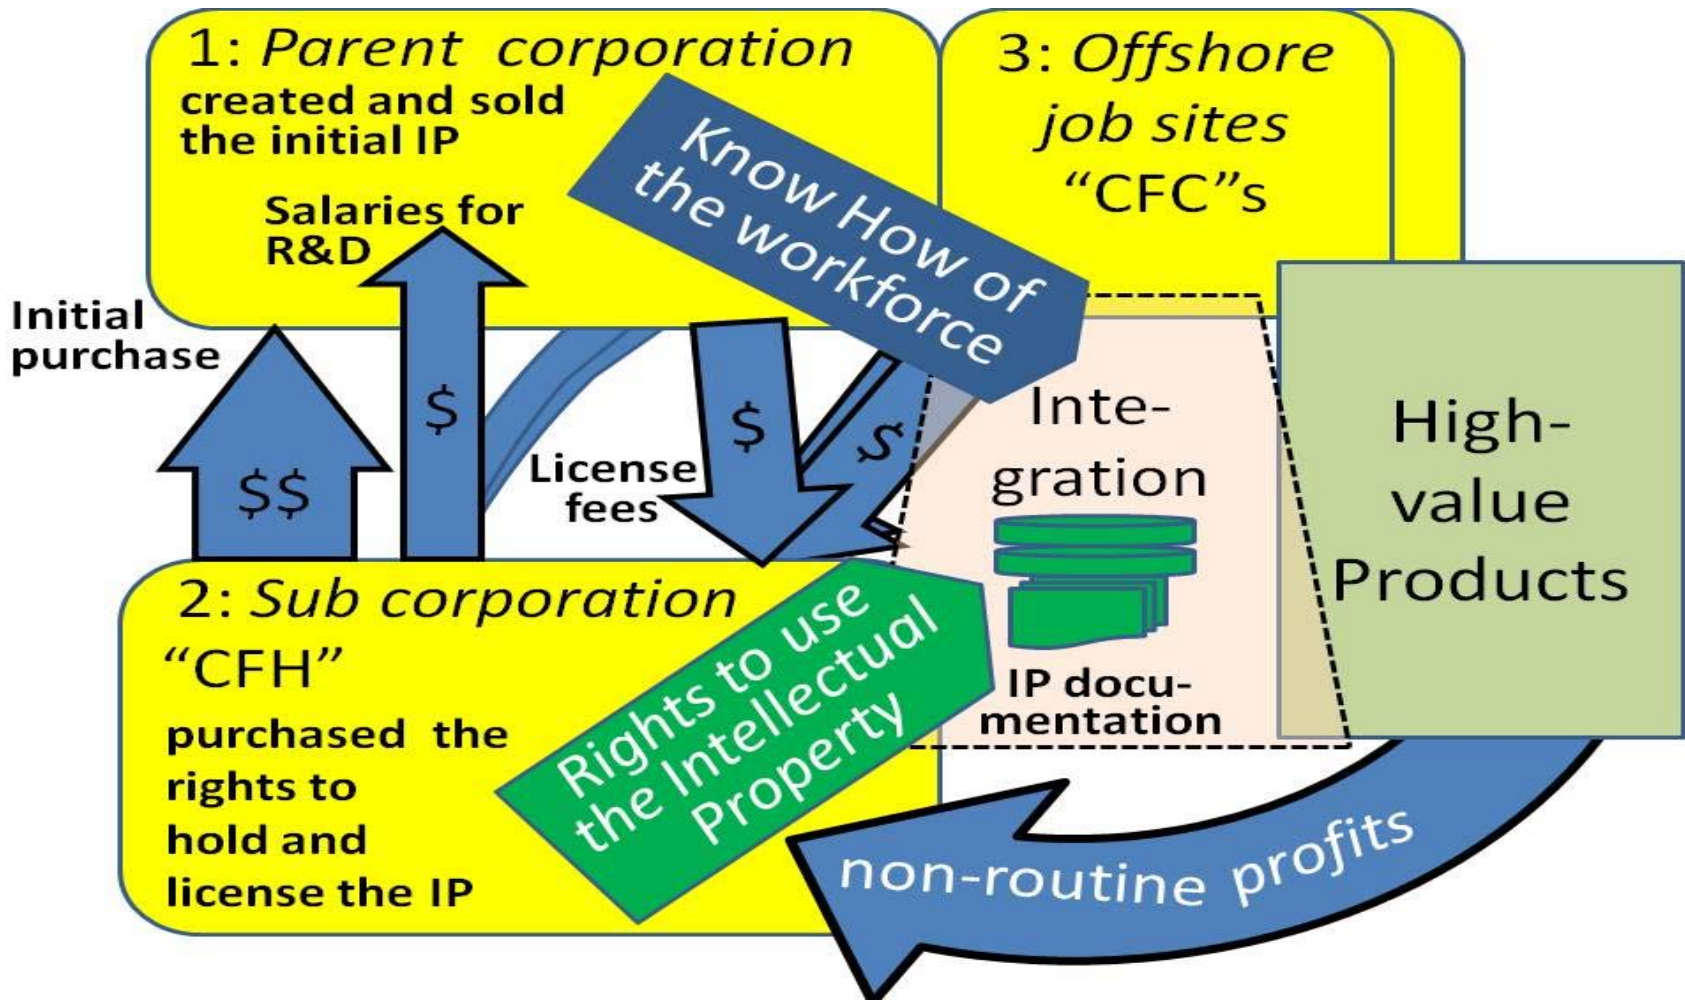 1: Parent corporation
created and sold
the initial IP
Salaries for
R&D
Know How of
the workforce
3: Offshore
job sites
“CFC”s
Initial
purchase
$$
$
License
fees
$
$
Inte-
gration
IP docu-
mentation
High-
value
Products
2: Sub corporation
“CFH”
purchased the
rights to
hold and
license the IP
Rights to use
the Intellectual
Property
non-routine profits